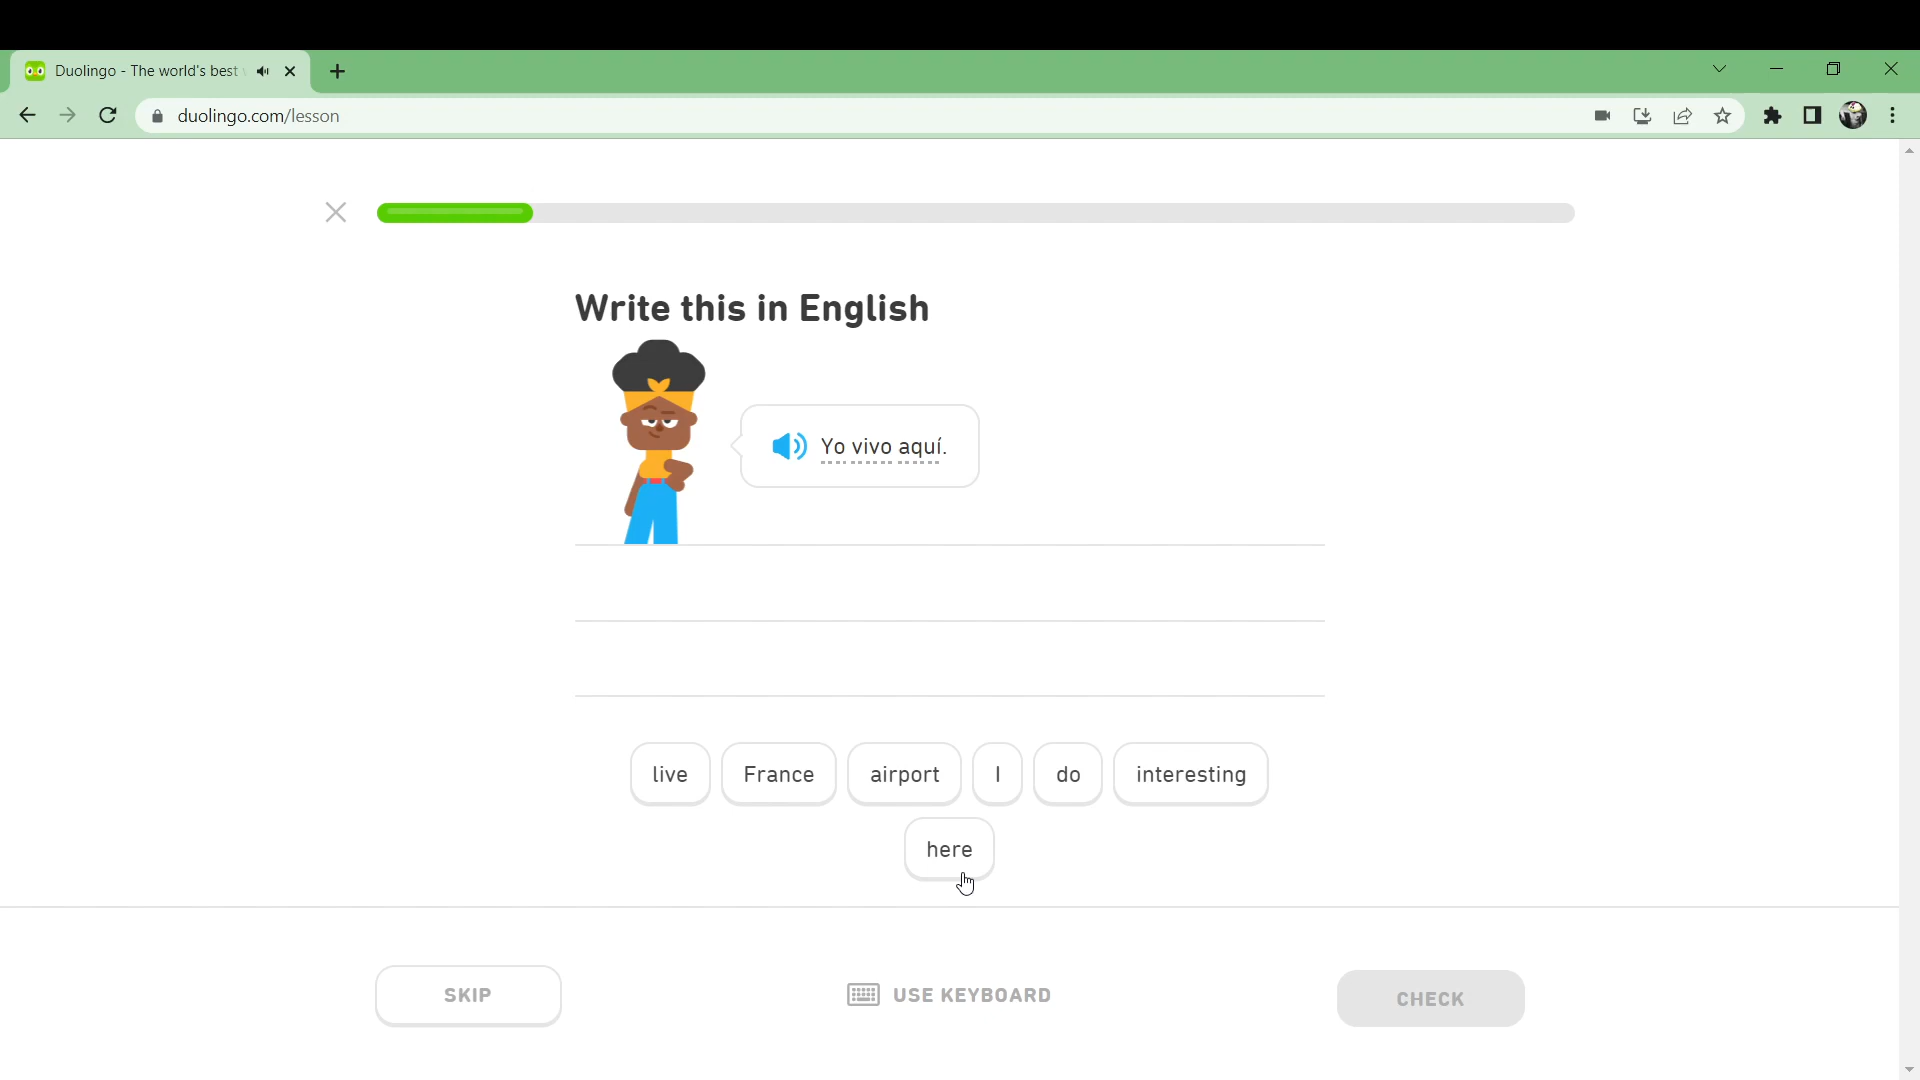 Duolingo - The world's best
duolingo.com/lesson
Write this in English
Yo vivo aquí.
live France airport I do interesting
here
SKIP USE KEYBOARD CHECK